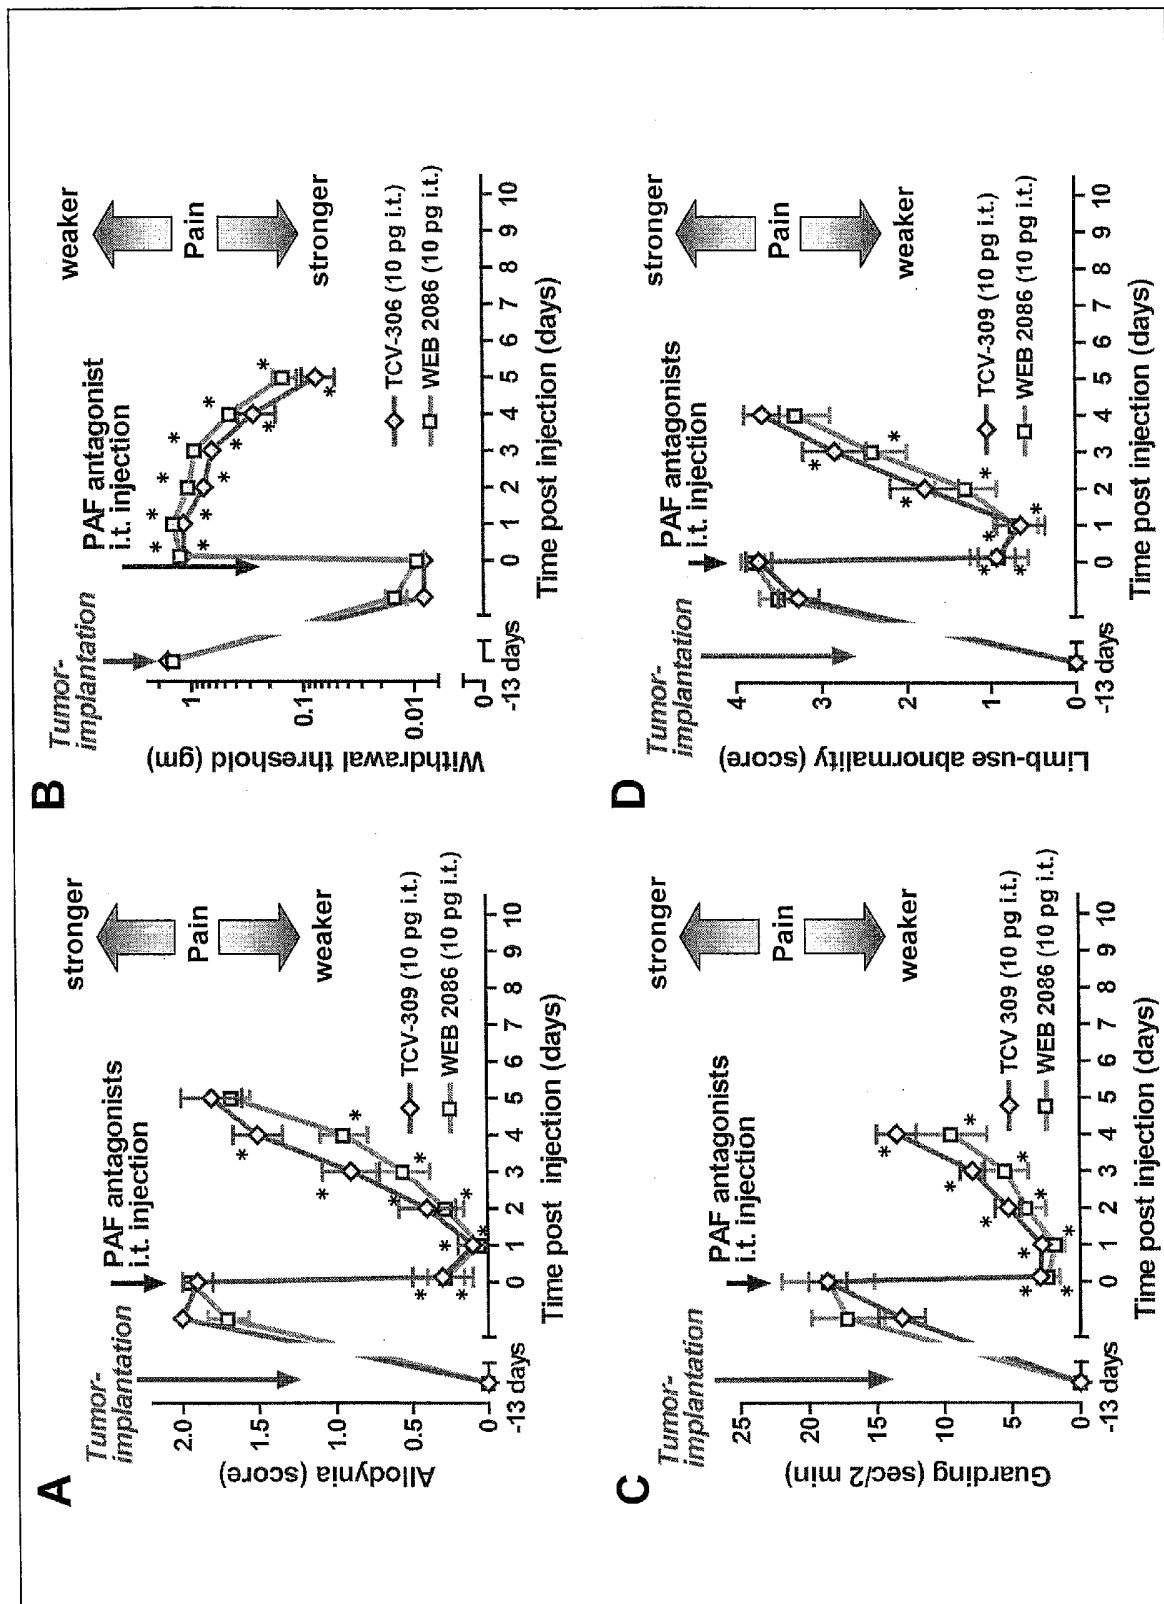 A
Tumor-
implantation
PAF antagonists
i.t. injection
stronger
Pain
weaker
Allodynia (score)
2.0
1.5
1.0
0.5
0
* * * * * * * * * *
TCV-309 (10 pg i.t.)
WEB 2086 (10 pg i.t.)
-13 days
0 1 2 3 4 5 6 7 8 9 10
Time post injection (days)
B
Tumor-
implantation
PAF antagonist
i.t. injection
weaker
Pain
stronger
Withdrawal threshold (gm)
1
0.1
0.01
0
* * * * * * * * * * * *
TCV-306 (10 pg i.t.)
WEB 2086 (10 pg i.t.)
-13 days
0 1 2 3 4 5 6 7 8 9 10
Time post injection (days)
C
Tumor-
implantation
PAF antagonists
i.t. injection
stronger
Pain
weaker
Guarding (sec/2 min)
25
20
15
10
5
0
* * * * * * * * * *
TCV 309 (10 pg i.t.)
WEB 2086 (10 pg i.t.)
-13 days
0 1 2 3 4 5 6 7 8 9 10
Time post injection (days)
D
Tumor-
implantation
PAF antagonists
i.t. injection
stronger
Pain
weaker
Limb-use abnormality (score)
4
3
2
1
0
* * * * * * * *
TCV-309 (10 pg i.t.)
WEB 2086 (10 pg i.t.)
-13 days
0 1 2 3 4 5 6 7 8 9 10
Time post injection (days)